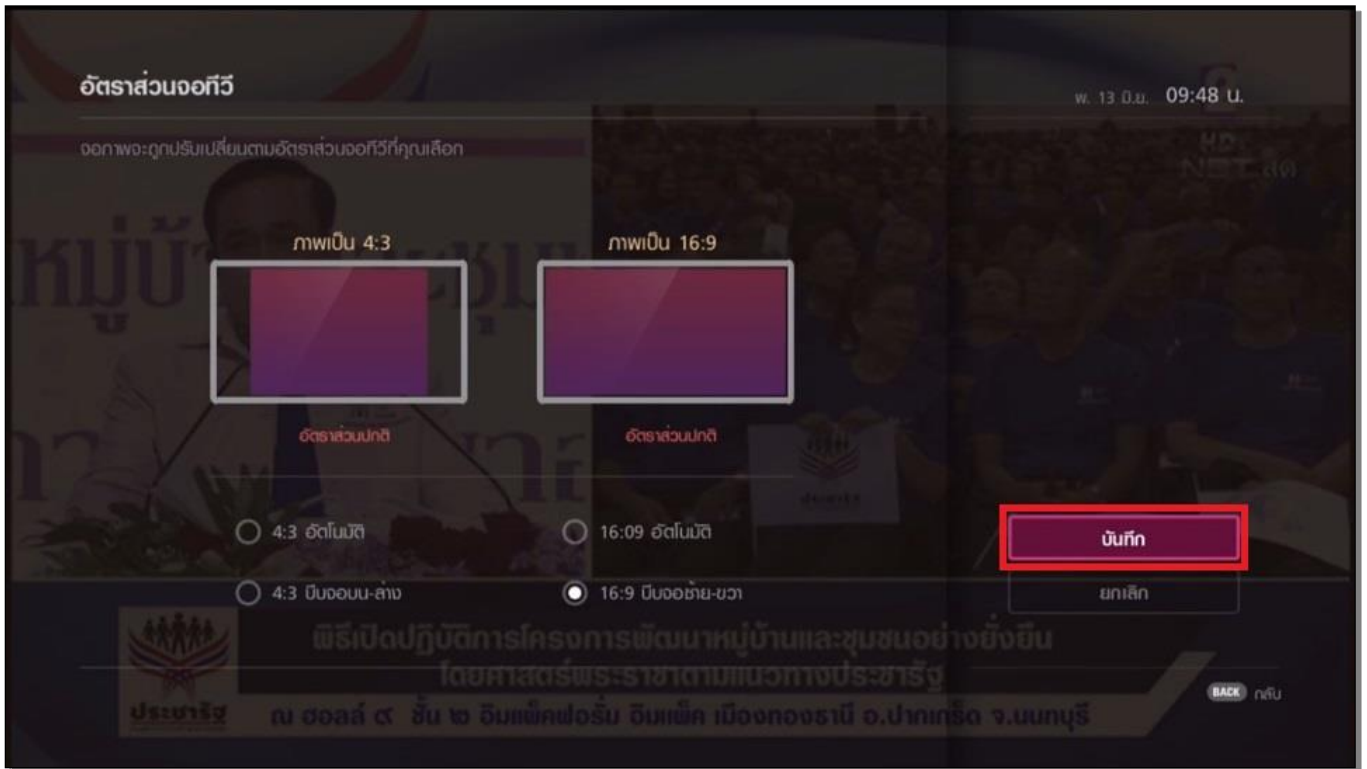 อัตราส่วนจอทีวี
พ. 13 มิ.ย. 09:48 น.
จอภาพจะถูกปรับเปลี่ยนตามอัตราส่วนจอทีวีที่คุณเลือก
HD
สด
ภาพเป็น 4:3
ภาพเป็น 16:9
อัตราส่วนปกติ
อัตราส่วนปกติ
4:3 อัตโนมัติ
16:09 อัตโนมัติ
บันทึก
4:3 บีบจอบน-ล่าง
16:9 บีบจอซ้าย-ขวา
ยกเลิก
พิธีเปิดปฏิบัติการโครงการพัฒนาหมู่บ้านและชุมชนอย่างยั่งยืน
โดยศาสตร์พระราชาตามแนวทางประชารัฐ
BACK กลับ
ประชารัฐ
ณ ฮอลล์ ๔ ชั้น ๒ อิมแพ็คฟอรั่ม อิมแพ็ค เมืองทองธานี อ.ปากเกร็ด จ.นนทบุรี